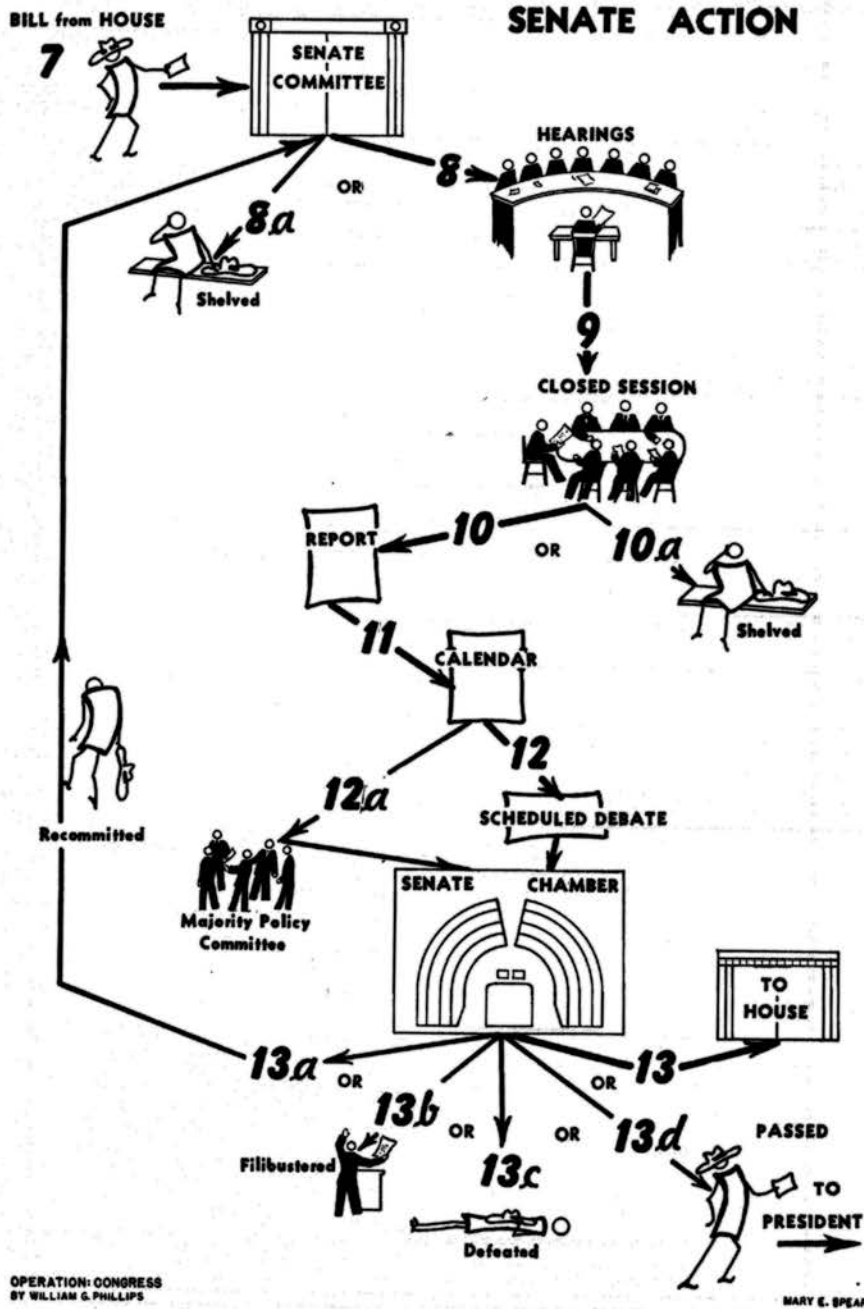 SENATE ACTION
BILL from HOUSE
7
SENATE
COMMITTEE
HEARINGS
8
OR
8a
Shelved
9
CLOSED SESSION
REPORT
10
OR
10a
Shelved
11
CALENDAR
12
12a
SCHEDULED DEBATE
Recommitted
Majority Policy
Committee
SENATE CHAMBER
TO
HOUSE
13a
OR
OR
13
13b
OR
OR
13d
PASSED
Filibustered
13c
TO
PRESIDENT
Defeated
OPERATION: CONGRESS
BY WILLIAM G. PHILLIPS
MARY E.